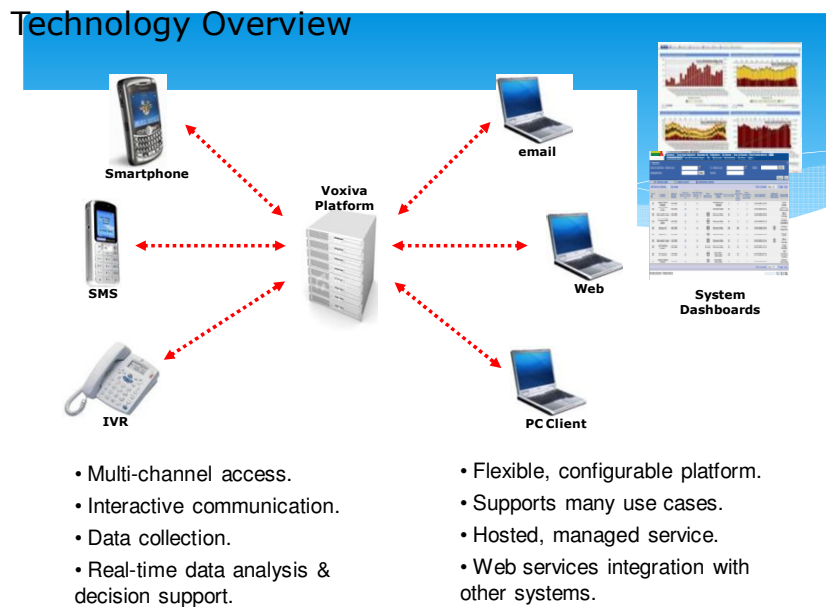 Technology Overview
Smartphone
email
Voxiva
Platform
SMS
Web
System
Dashboards
IVR
PC Client
• Multi-channel access.
• Interactive communication.
• Data collection.
• Real-time data analysis &
decision support.
• Flexible, configurable platform.
• Supports many use cases.
• Hosted, managed service.
• Web services integration with
other systems.